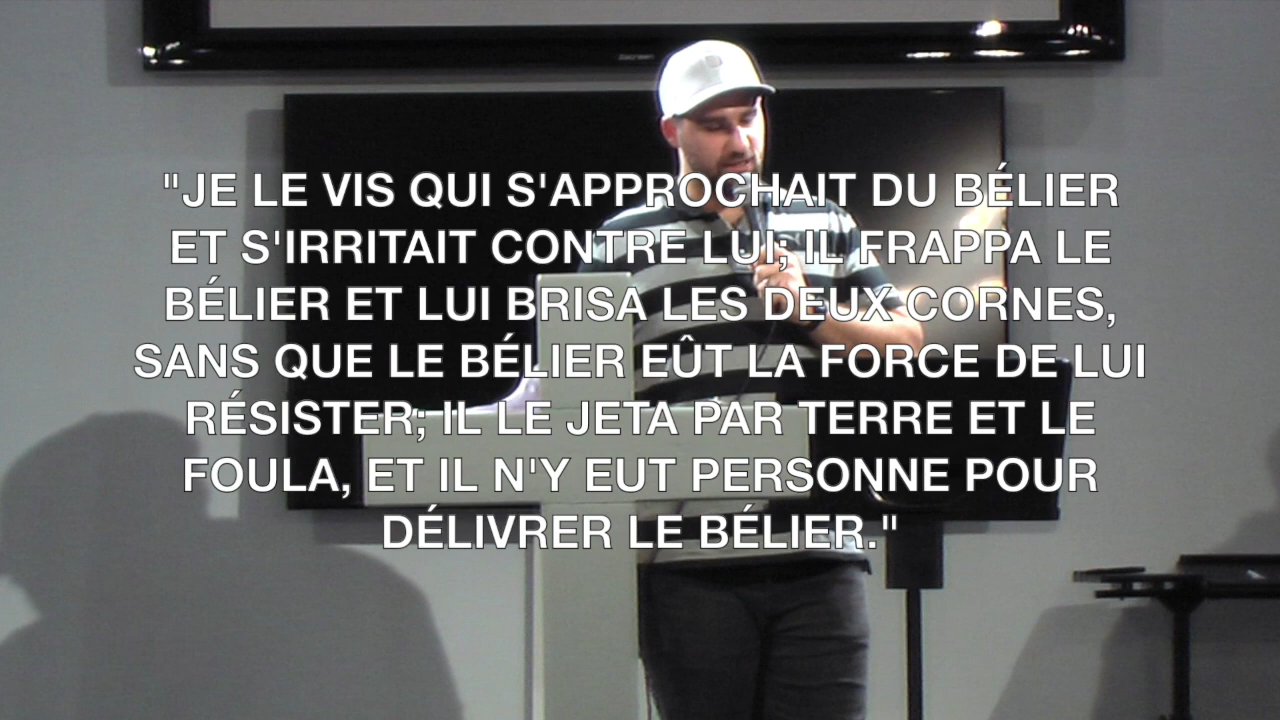 "JE LE VIS QUI S'APPROCHAIT DU BÉLIER
ET S'IRRITAIT CONTRE LUI; IL FRAPPA LE
BÉLIER ET LUI BRISA LES DEUX CORNES,
SANS QUE LE BÉLIER EÛT LA FORCE DE LUI
RÉSISTER; IL LE JETA PAR TERRE ET LE
FOULA, ET IL N'Y EUT PERSONNE POUR
DÉLIVRER LE BÉLIER."